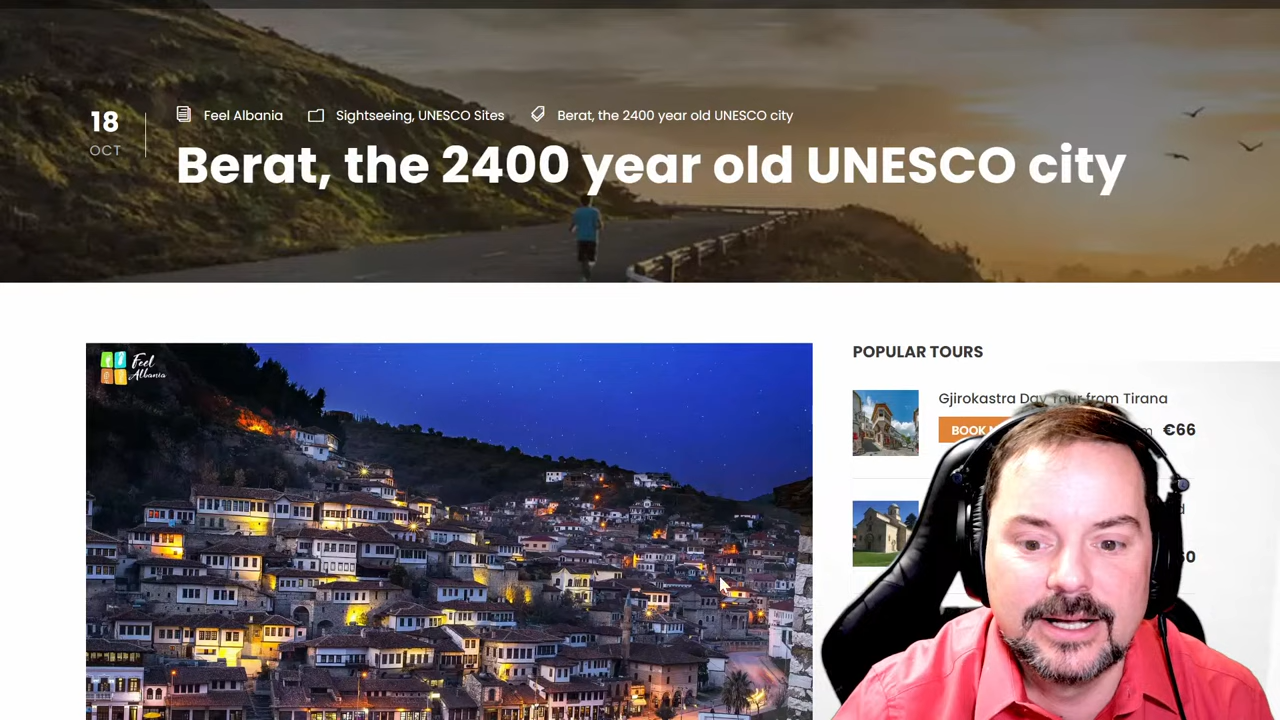 18
OCT
Feel Albania
Sightseeing, UNESCO Sites
Berat, the 2400 year old UNESCO city
Berat, the 2400 year old UNESCO city
Feel
Albania
POPULAR TOURS
Gjirokastra Day Tour from Tirana
BOOK
€66